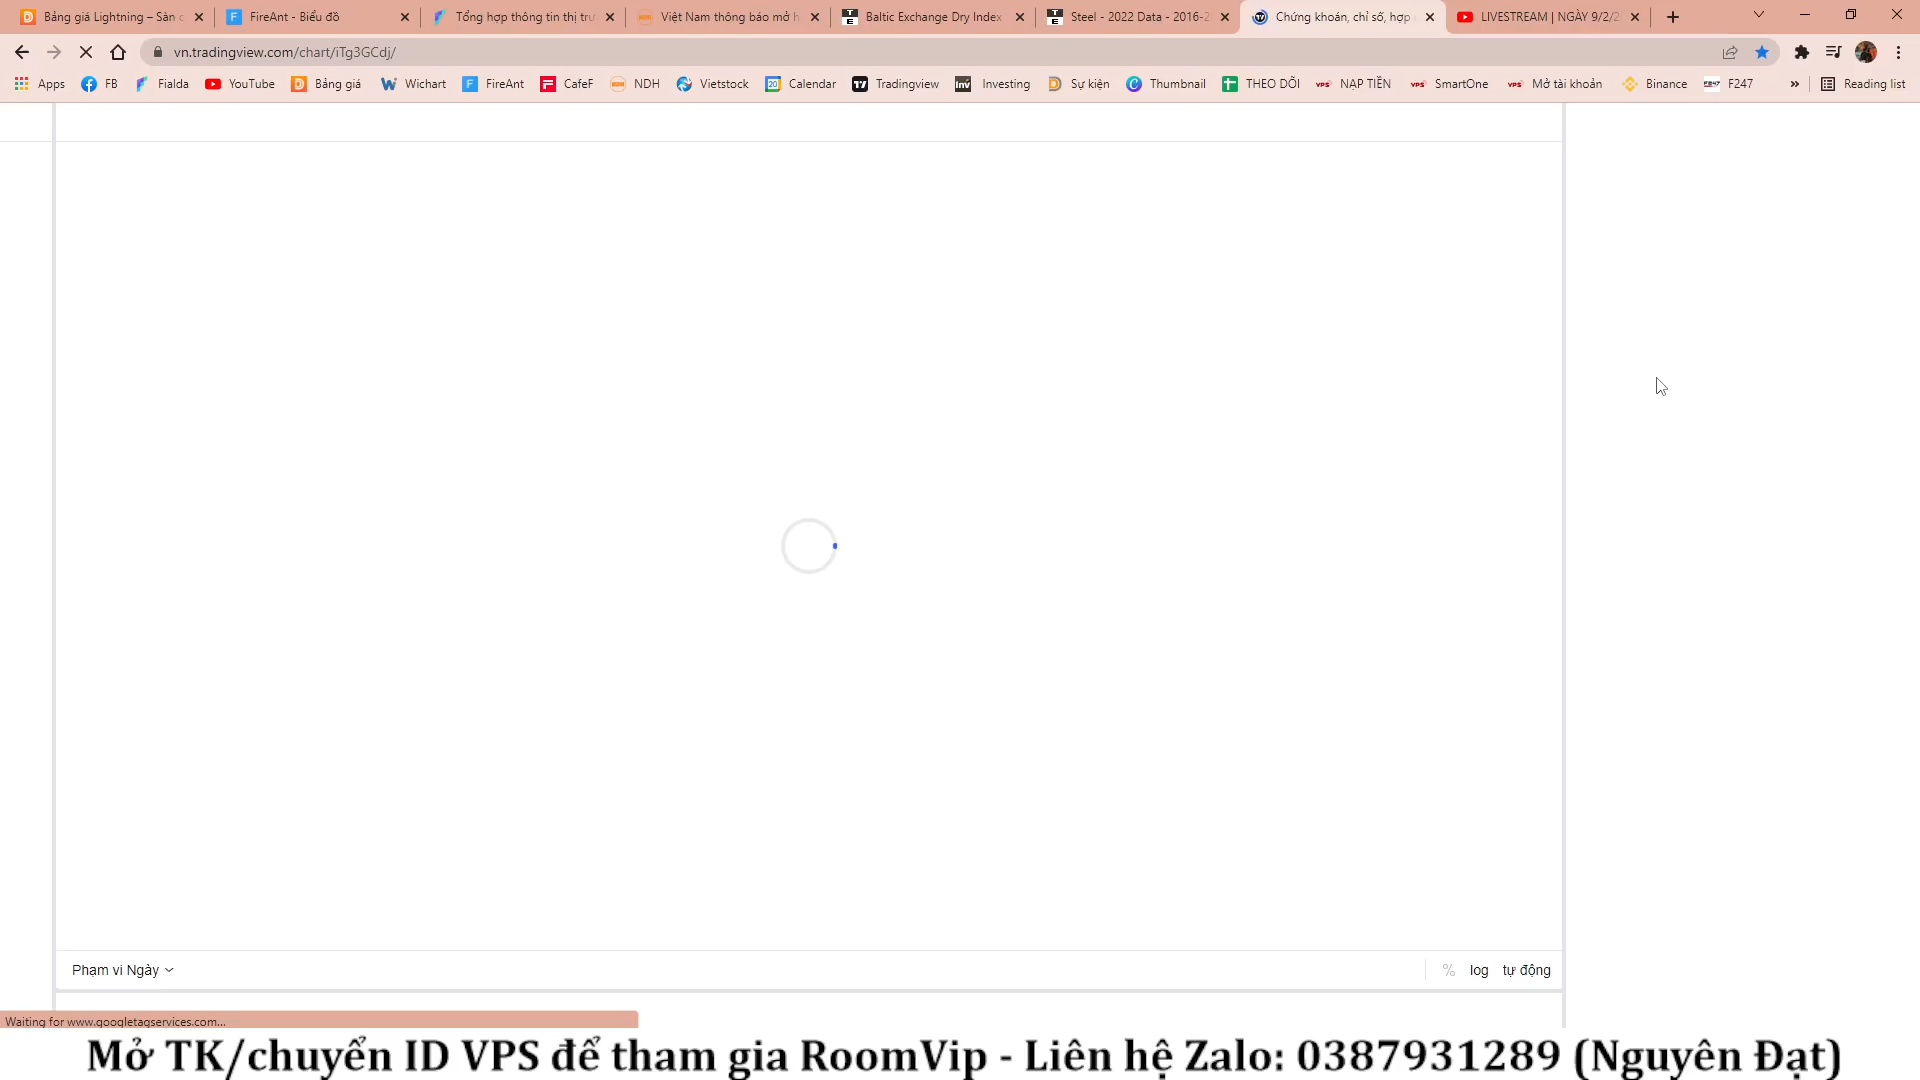 Bảng giá Lightning – Sàn c
FireAnt - Biểu đồ
Tổng hợp thông tin thị trư
Việt Nam thông báo mở h
Baltic Exchange Dry Index
Steel - 2022 Data - 2016-2
Chứng khoán, chỉ số, hợp
LIVESTREAM | NGÀY 9/2/2
vn.tradingview.com/chart/iTg3GCdj/
Apps FB Fialda YouTube Bảng giá Wichart FireAnt CafeF NDH Vietstock Calendar Tradingview Investing Sự kiện Thumbnail THEO DÕI NẠP TIỀN SmartOne Mở tài khoản Binance F247 » Reading list
Phạm vi Ngày
% log tự động
Waiting for www.googletagservices.com...
Mở TK/chuyển ID VPS để tham gia RoomVip - Liên hệ Zalo: 0387931289 (Nguyên Đạt)